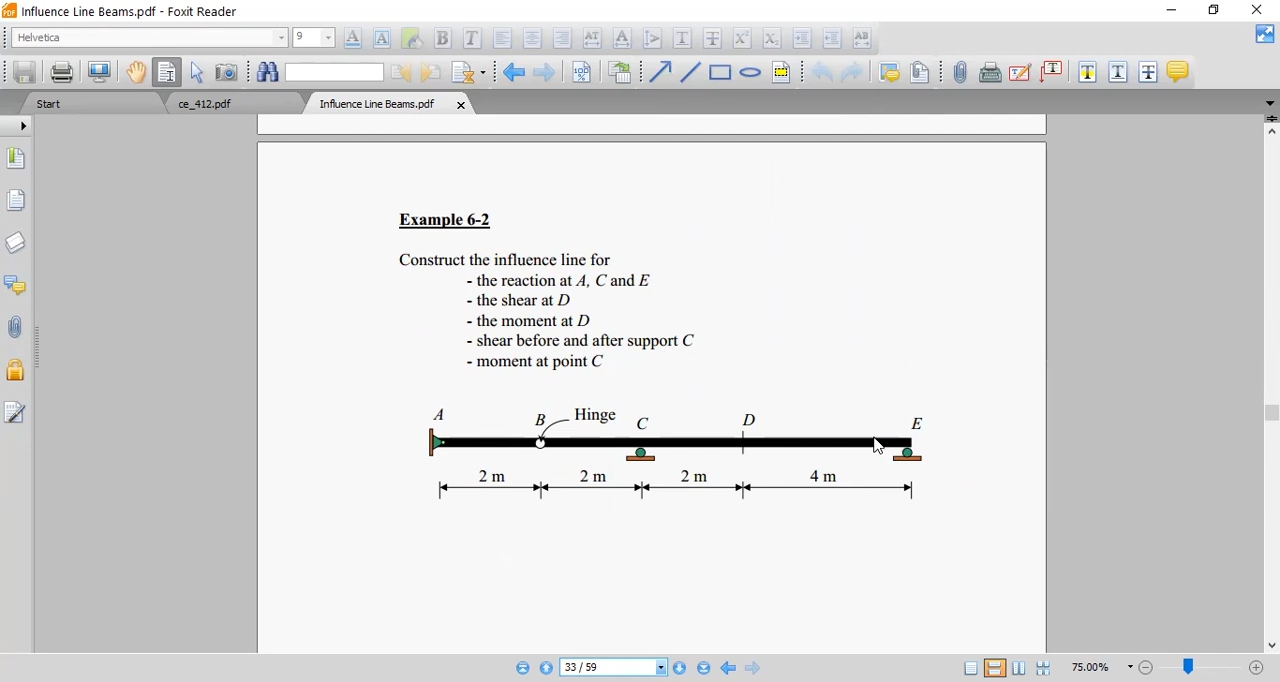 Influence Line Beams.pdf - Foxit Reader
Helvetica 9
Start ce_412.pdf Influence Line Beams.pdf
Example 6-2
Construct the influence line for
- the reaction at A, C and E
- the shear at D
- the moment at D
- shear before and after support C
- moment at point C
A B Hinge C D E
2 m 2 m 2 m 4 m
33 / 59 75.00%